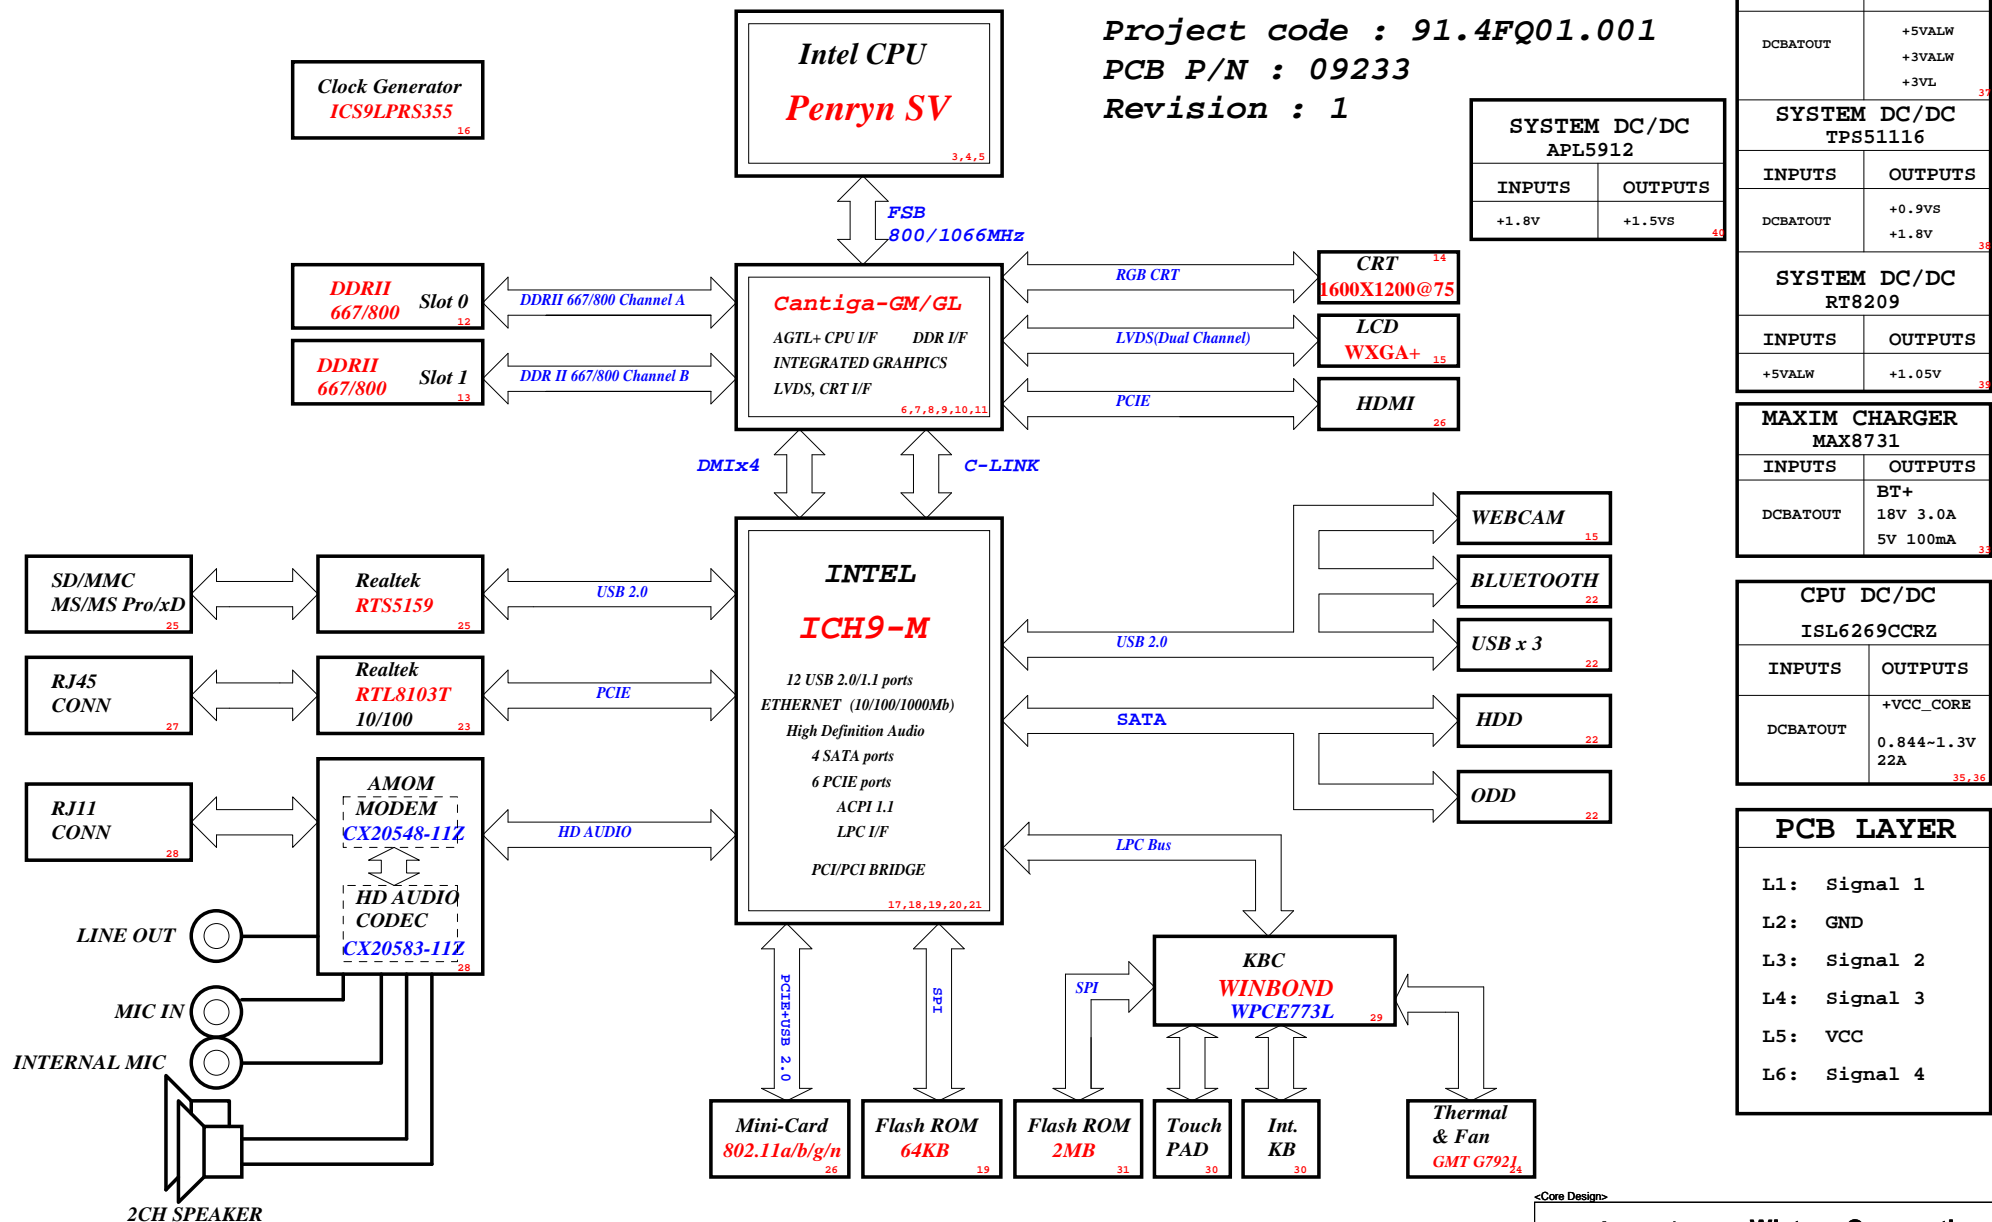 Project code : 91.4FQ01.001
PCB P/N : 09233
Revision : 1
Clock Generator
ICS9LPRS355
16
Intel CPU
Penryn SV
3,4,5
FSB
800/1066MHz
DDRII
667/800
Slot 0
12
DDRII 667/800 Channel A
DDRII
667/800
Slot 1
13
DDR II 667/800 Channel B
Cantiga-GM/GL
AGTL+ CPU I/F DDR I/F
INTEGRATED GRAHPICS
LVDS, CRT I/F
6,7,8,9,10,11
RGB CRT
CRT
14
1600X1200@75
LVDS(Dual Channel)
LCD
WXGA+
15
PCIE
HDMI
26
DMIx4
C-LINK
SD/MMC
MS/MS Pro/xD
25
Realtek
RTS5159
25
USB 2.0
RJ45
CONN
27
Realtek
RTL8103T
10/100
23
PCIE
RJ11
CONN
28
AMOM
MODEM
CX20548-11Z
HD AUDIO
CODEC
CX20583-11Z
28
HD AUDIO
LINE OUT
MIC IN
INTERNAL MIC
2CH SPEAKER
INTEL
ICH9-M
12 USB 2.0/1.1 ports
ETHERNET (10/100/1000Mb)
High Definition Audio
4 SATA ports
6 PCIE ports
ACPI 1.1
LPC I/F
PCI/PCI BRIDGE
17,18,19,20,21
USB 2.0
WEBCAM
15
BLUETOOTH
22
USB x 3
22
SATA
HDD
22
ODD
22
LPC Bus
KBC
WINBOND
WPCE773L
29
SPI
PCIE+USB 2.0
SPI
Mini-Card
802.11a/b/g/n
26
Flash ROM
64KB
19
Flash ROM
2MB
31
Touch
PAD
30
Int.
KB
30
Thermal
& Fan
GMT G7921
24
SYSTEM DC/DC
APL5912
INPUTS OUTPUTS
+1.8V +1.5VS
40
DCBATOUT
+5VALW
+3VALW
+3VL
37
SYSTEM DC/DC
TPS51116
INPUTS OUTPUTS
DCBATOUT
+0.9VS
+1.8V
38
SYSTEM DC/DC
RT8209
INPUTS OUTPUTS
+5VALW +1.05V
39
MAXIM CHARGER
MAX8731
INPUTS OUTPUTS
DCBATOUT
BT+
18V 3.0A
5V 100mA
33
CPU DC/DC
ISL6269CCRZ
INPUTS OUTPUTS
DCBATOUT
+VCC_CORE
0.844~1.3V
22A
35,36
PCB LAYER
L1: Signal 1
L2: GND
L3: Signal 2
L4: Signal 3
L5: VCC
L6: Signal 4
<Core Design>